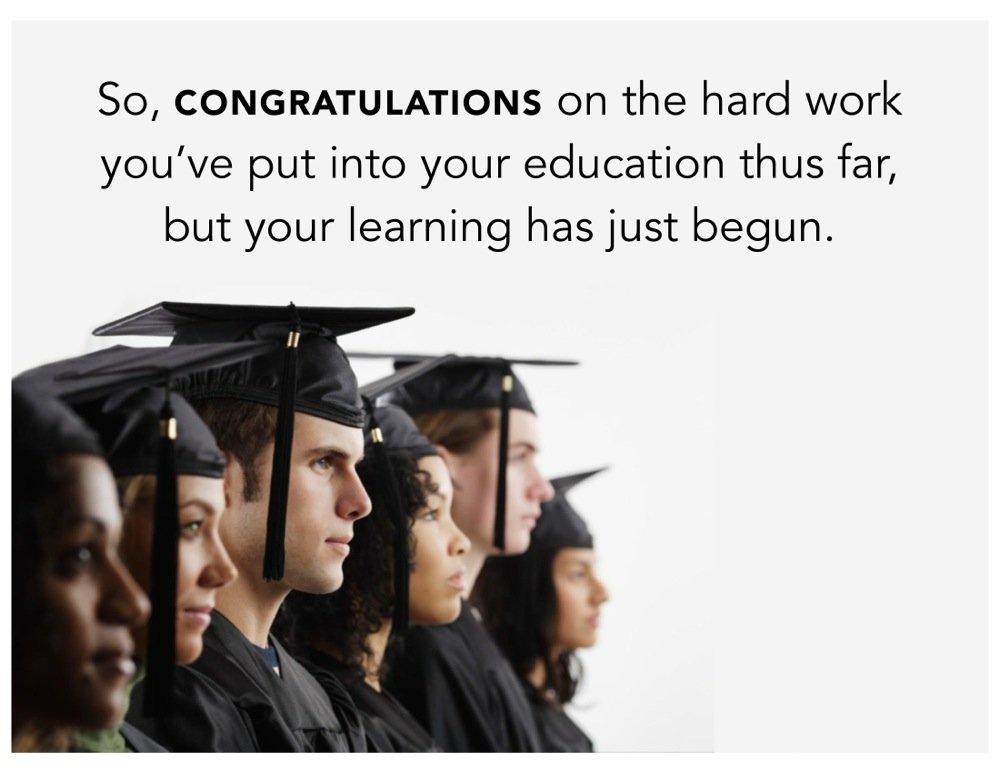 So, CONGRATULATIONS on the hard work
you’ve put into your education thus far,
but your learning has just begun.